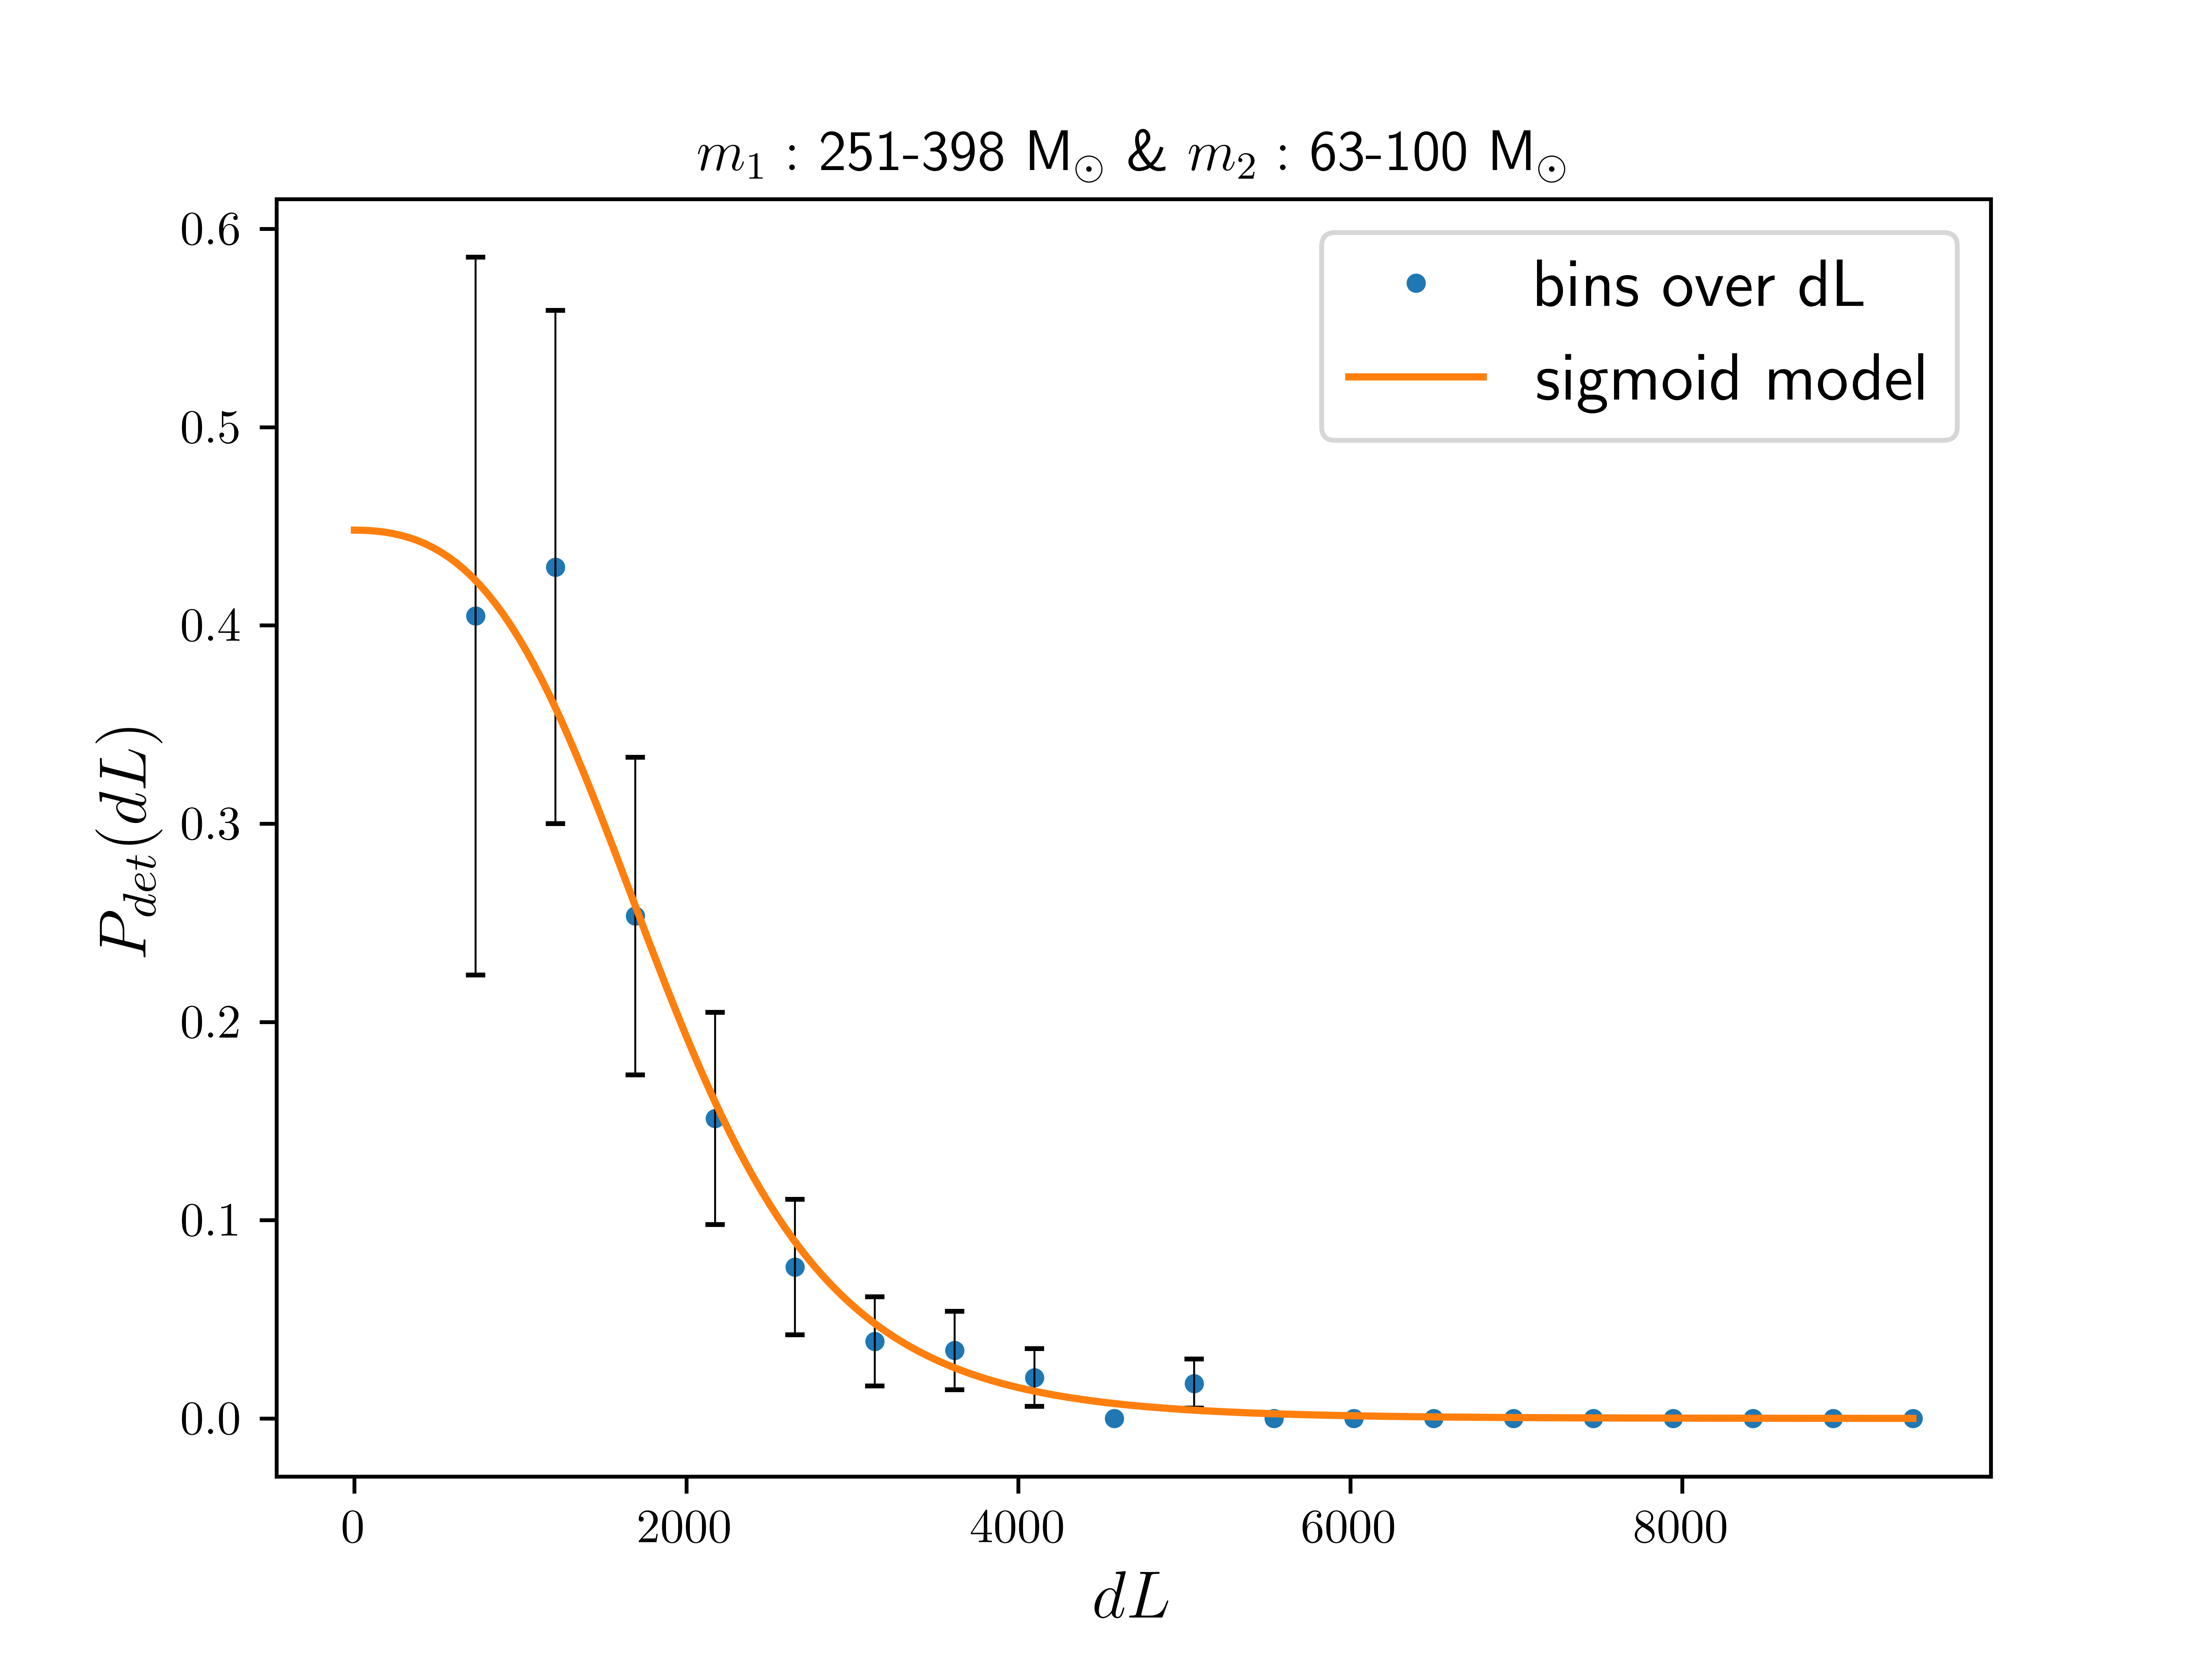 m₁ : 251-398 M⊙ & m₂ : 63-100 M⊙
bins over dL
sigmoid model
0.6
0.5
0.4
0.3
0.2
0.1
0.0
P_det(dL)
0 2000 4000 6000 8000
dL